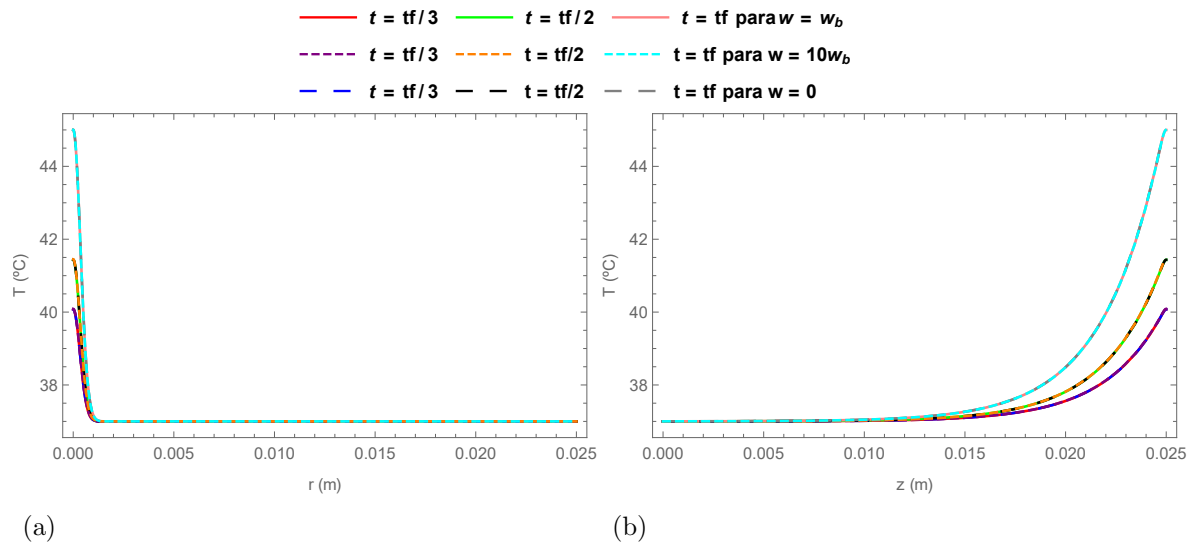 t = tf / 3 t = tf / 2 t = tf para w = w_b
t = tf / 3 t = tf/2 t = tf para w = 10w_b
t = tf / 3 t = tf/2 t = tf para w = 0
44
42
40
38
T (ºC)
0.000 0.005 0.010 0.015 0.020 0.025
r (m)
(a)
44
42
40
38
T (ºC)
0.000 0.005 0.010 0.015 0.020 0.025
z (m)
(b)